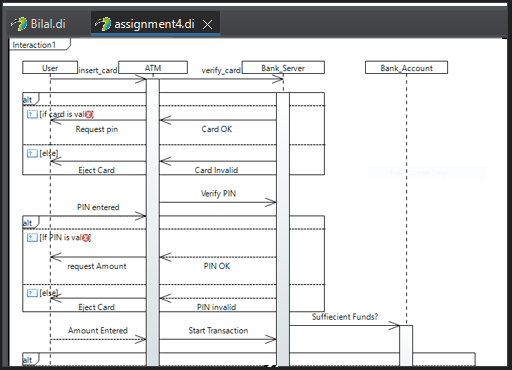 Bilal.di assignment4.di
Interaction1
User insert_card ATM verify_card Bank_Server Bank_Account
alt
[if card is valid]
Request pin Card OK
[else]
Eject Card Card Invalid
Verify PIN
PIN entered
alt
[If PIN is valid]
request Amount PIN OK
[else]
Eject Card PIN invalid
Suffiecient Funds?
Amount Entered Start Transaction
alt